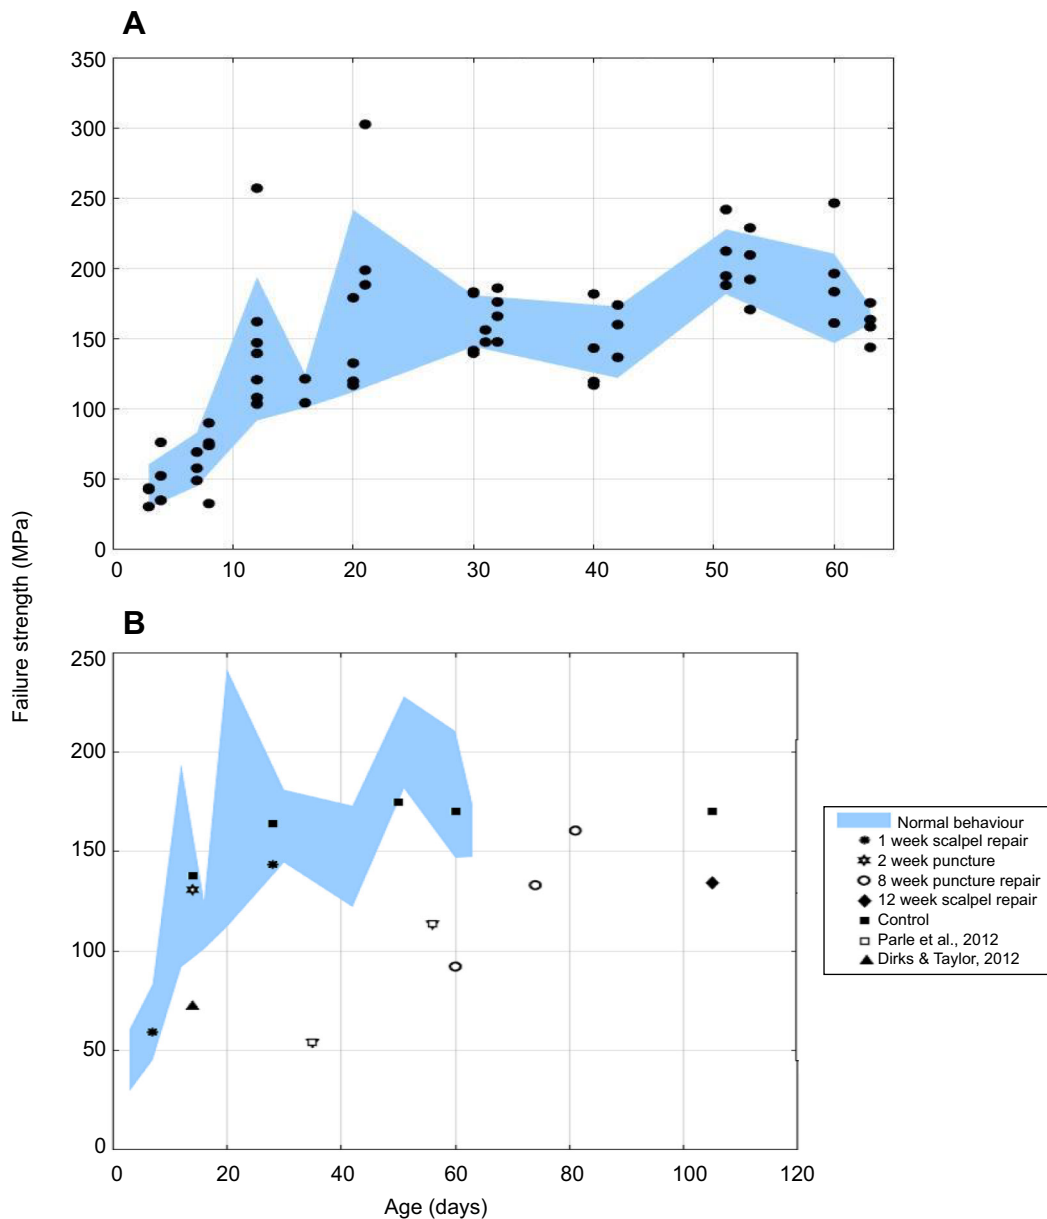 A
350
300
250
200
150
100
50
0
0 10 20 30 40 50 60
Failure strength (MPa)
B
250
200
150
100
50
0
0 20 40 60 80 100 120
Age (days)
Normal behaviour
1 week scalpel repair
2 week puncture
8 week puncture repair
12 week scalpel repair
Control
Parle et al., 2012
Dirks & Taylor, 2012